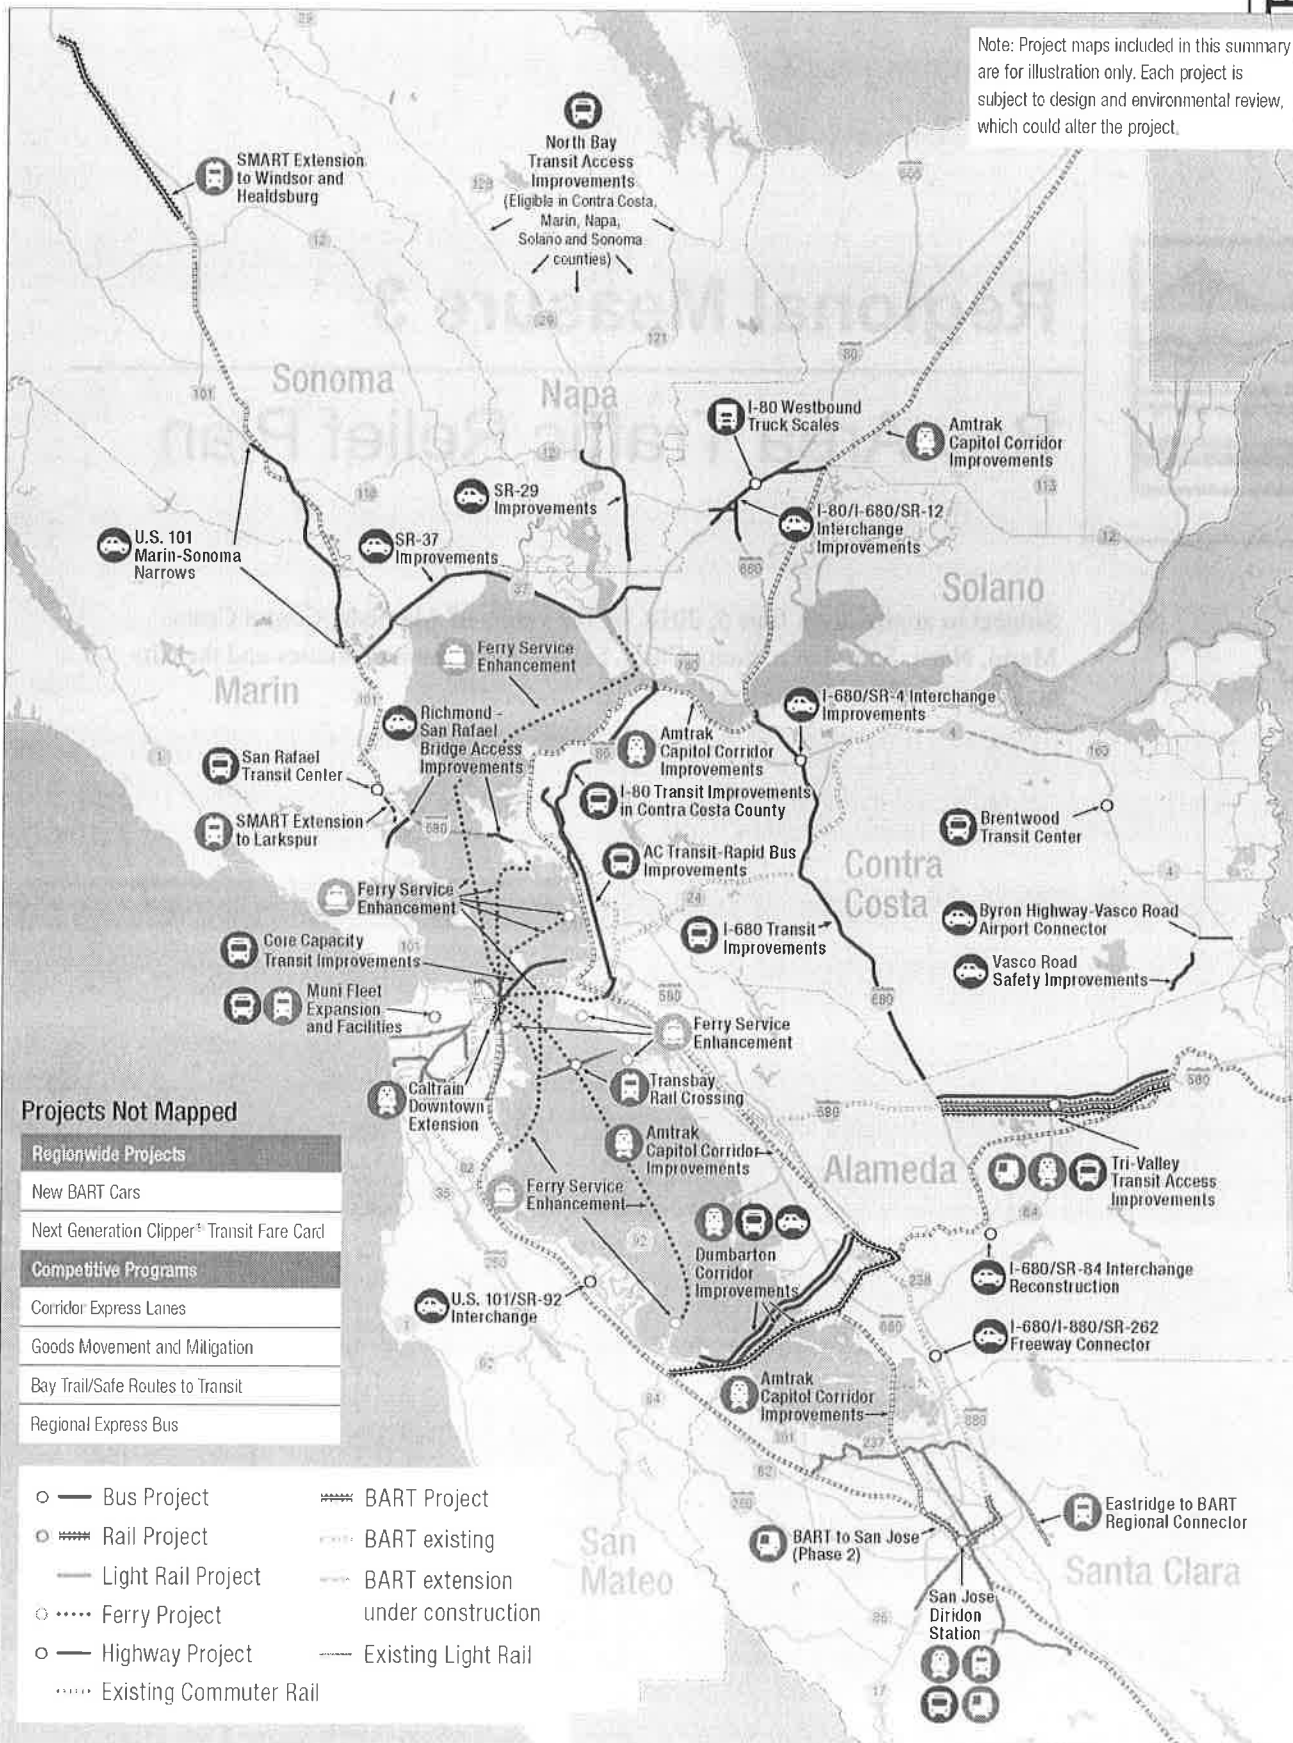 Note: Project maps included in this summary
are for illustration only. Each project is
subject to design and environmental review,
which could alter the project.
North Bay
Transit Access
Improvements
(Eligible in Contra Costa,
Marin, Napa,
Solano and Sonoma
counties)
SMART Extension
to Windsor and
Healdsburg
Sonoma
Napa
I-80 Westbound
Truck Scales
Amtrak
Capitol Corridor
Improvements
SR-29
Improvements
I-80/I-680/SR-12
Interchange
Improvements
U.S. 101
Marin-Sonoma
Narrows
SR-37
Improvements
Solano
Ferry Service
Enhancement
Marin
I-680/SR-4 Interchange
Improvements
Richmond -
San Rafael
Bridge Access
Improvements
Amtrak
Capitol Corridor
Improvements
San Rafael
Transit Center
I-80 Transit Improvements
in Contra Costa County
SMART Extension
to Larkspur
Brentwood
Transit Center
AC Transit-Rapid Bus
Improvements
Contra
Costa
Ferry Service
Enhancement
I-680 Transit
Improvements
Byron Highway-Vasco Road
Airport Connector
Core Capacity
Transit Improvements
Vasco Road
Safety Improvements
Muni Fleet
Expansion
and Facilities
Ferry Service
Enhancement
Transbay
Rail Crossing
Caltrain
Downtown
Extension
Amtrak
Capitol Corridor
Improvements
Alameda
Tri-Valley
Transit Access
Improvements
Ferry Service
Enhancement
Dumbarton
Corridor
Improvements
I-680/SR-84 Interchange
Reconstruction
U.S. 101/SR-92
Interchange
I-680/I-880/SR-262
Freeway Connector
Amtrak
Capitol Corridor
Improvements
Eastridge to BART
Regional Connector
BART to San Jose
(Phase 2)
San
Mateo
Santa Clara
San Jose
Diridon
Station
Projects Not Mapped
Regionwide Projects
New BART Cars
Next Generation Clipper® Transit Fare Card
Competitive Programs
Corridor Express Lanes
Goods Movement and Mitigation
Bay Trail/Safe Routes to Transit
Regional Express Bus
Bus Project
Rail Project
Light Rail Project
Ferry Project
Highway Project
Existing Commuter Rail
BART Project
BART existing
BART extension
under construction
Existing Light Rail